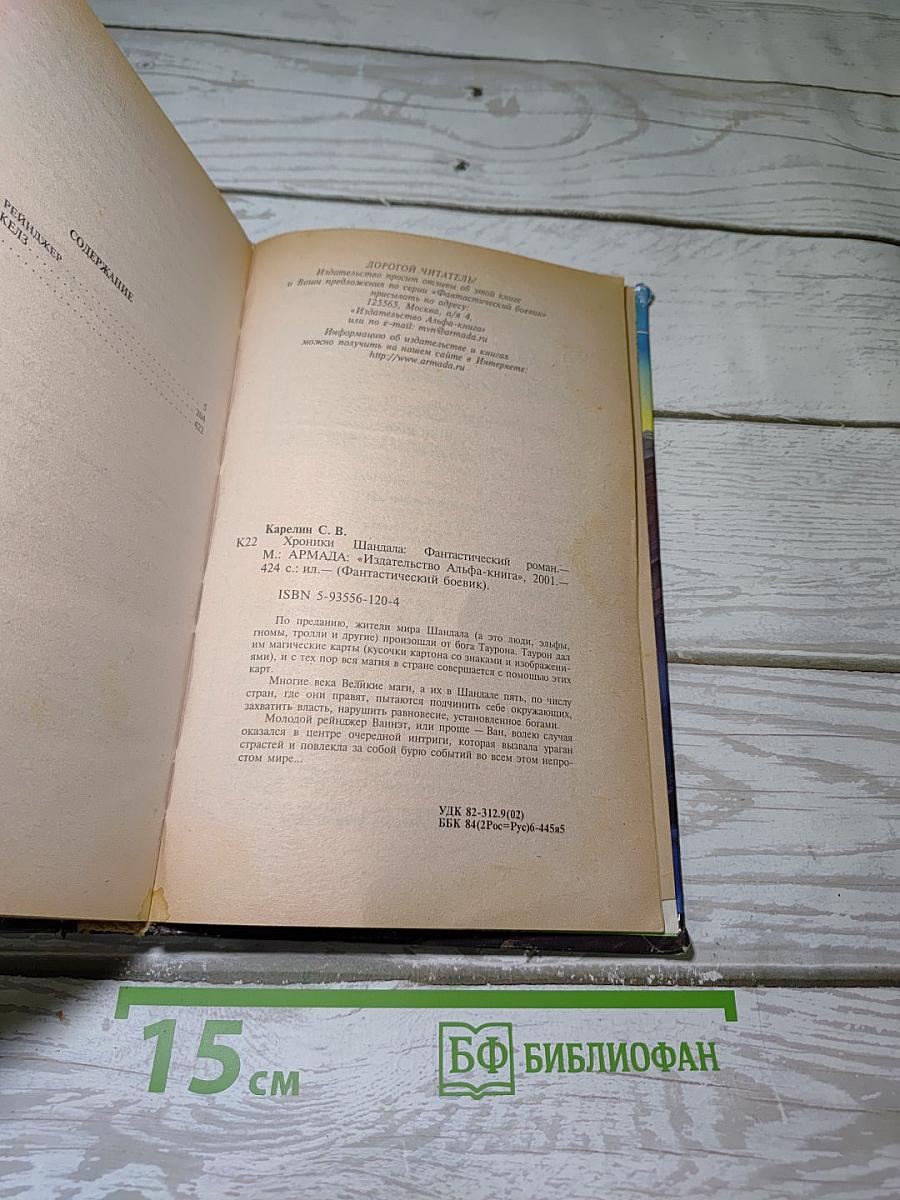 СОДЕРЖАНИЕ
РЕЙНДЖЕР
КЕЛЗ
5
204
422
ДОРОГОЙ ЧИТАТЕЛЬ!
Издательство просит отзывы об этой книге
и Ваши предложения по серии «Фантастический боевик»
присылать по адресу:
125565, Москва, а/я 4,
«Издательство Альфа-книга»
или по e-mail: mvn@armada.ru
Информацию об издательстве и книгах
можно получить на нашем сайте в Интернете:
http://www.armada.ru
Карелин С. В.
К22 Хроники Шандала: Фантастический роман.—
М.: АРМАДА: «Издательство Альфа-книга», 2001.—
424 с.: ил.— (Фантастический боевик).
ISBN 5-93556-120-4
По преданию, жители мира Шандала (а это люди, эльфы,
гномы, тролли и другие) произошли от бога Таурона. Таурон дал
им магические карты (кусочки картона со знаками и изображени-
ями), и с тех пор вся магия в стране совершается с помощью этих
карт.
Многие века Великие маги, а их в Шандале пять, по числу
стран, где они правят, пытаются подчинить себе окружающих,
захватить власть, нарушить равновесие, установленное богами.
Молодой рейнджер Ваннэт, или проще — Ван, волею случая
оказался в центре очередной интриги, которая вызвала ураган
страстей и повлекла за собой бурю событий во всем этом непро-
стом мире...
УДК 82-312.9(02)
ББК 84(2Рос=Рус)6-445я5
15 см
БФ БИБЛИОФАН